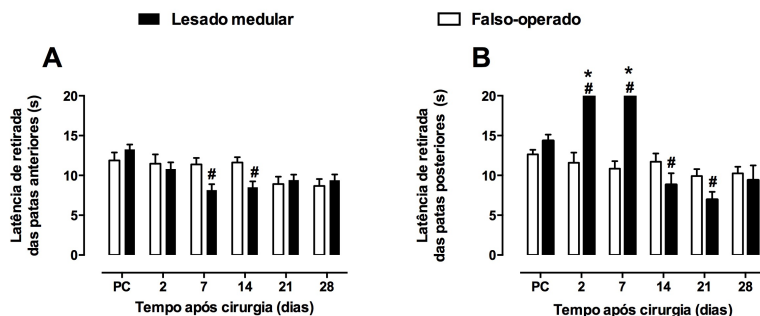 Lesado medular
Falso-operado
A
Latência de retirada
das patas anteriores (s)
20
15
10
5
0
#
#
PC 2 7 14 21 28
Tempo após cirurgia (dias)
B
Latência de retirada
das patas posteriores (s)
20
15
10
5
0
* *
# #
#
#
PC 2 7 14 21 28
Tempo após cirurgia (dias)